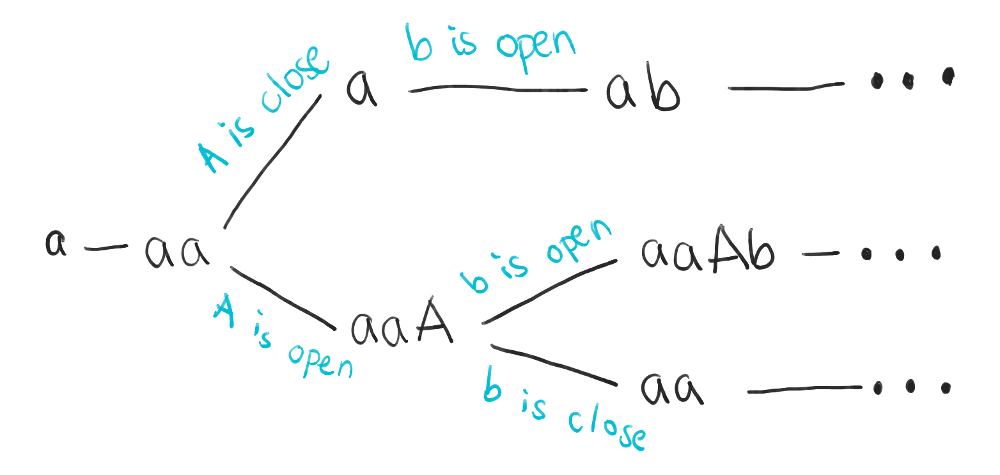 b is open
A is close
a
ab
...
a
aa
b is open
aaAb
...
A is open
aaA
b is close
aa
...